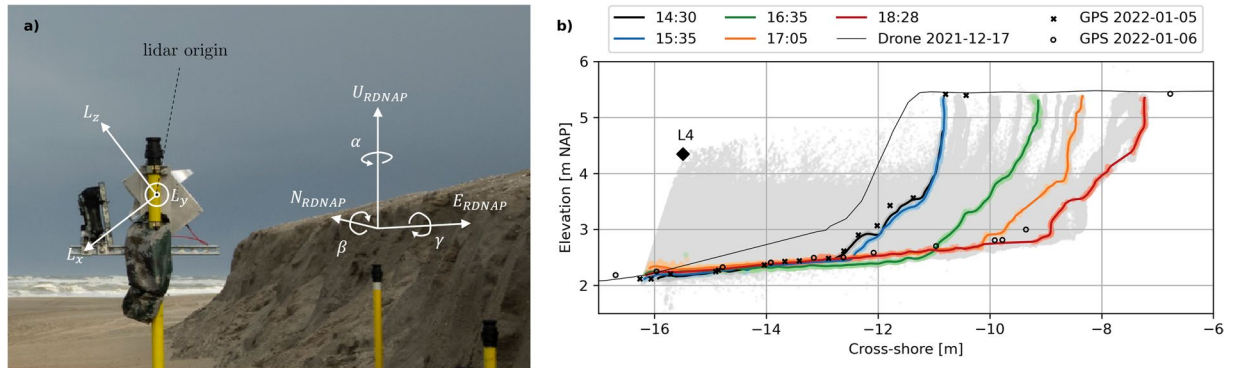 a)
lidar origin
L_z
L_y
L_x
U_RDNAP
α
N_RDNAP
E_RDNAP
β
γ
b)
14:30
15:35
16:35
17:05
18:28
Drone 2021-12-17
GPS 2022-01-05
GPS 2022-01-06
Elevation [m NAP]
6
5
4
3
2
L4
−16
−14
−12
−10
−8
−6
Cross-shore [m]